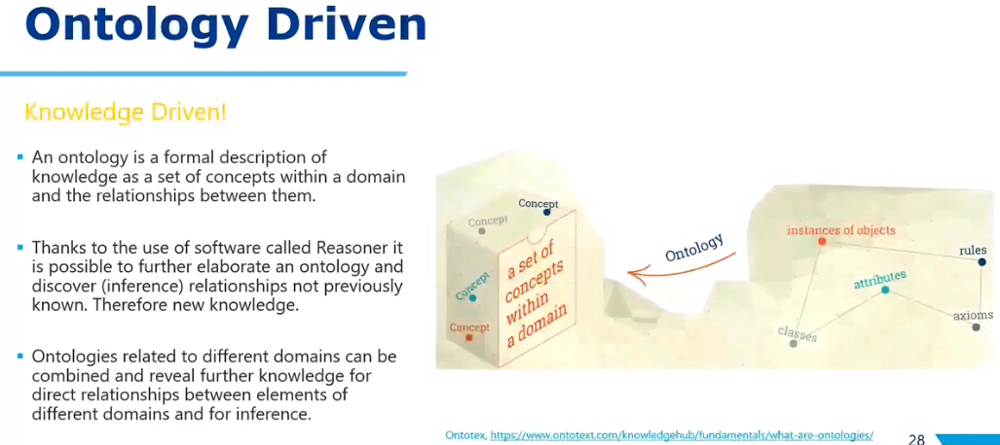 Ontology Driven
Knowledge Driven!
▪ An ontology is a formal description of
knowledge as a set of concepts within a domain
and the relationships between them.
▪ Thanks to the use of software called Reasoner it
is possible to further elaborate an ontology and
discover (inference) relationships not previously
known. Therefore new knowledge.
▪ Ontologies related to different domains can be
combined and reveal further knowledge for
direct relationships between elements of
different domains and for inference.
Concept
Concept
Concept
Concept
a set of
concepts
within
a domain
Ontology
instances of objects
rules
attributes
axioms
classes
Ontotex, https://www.ontotext.com/knowledgehub/fundamentals/what-are-ontologies/
28